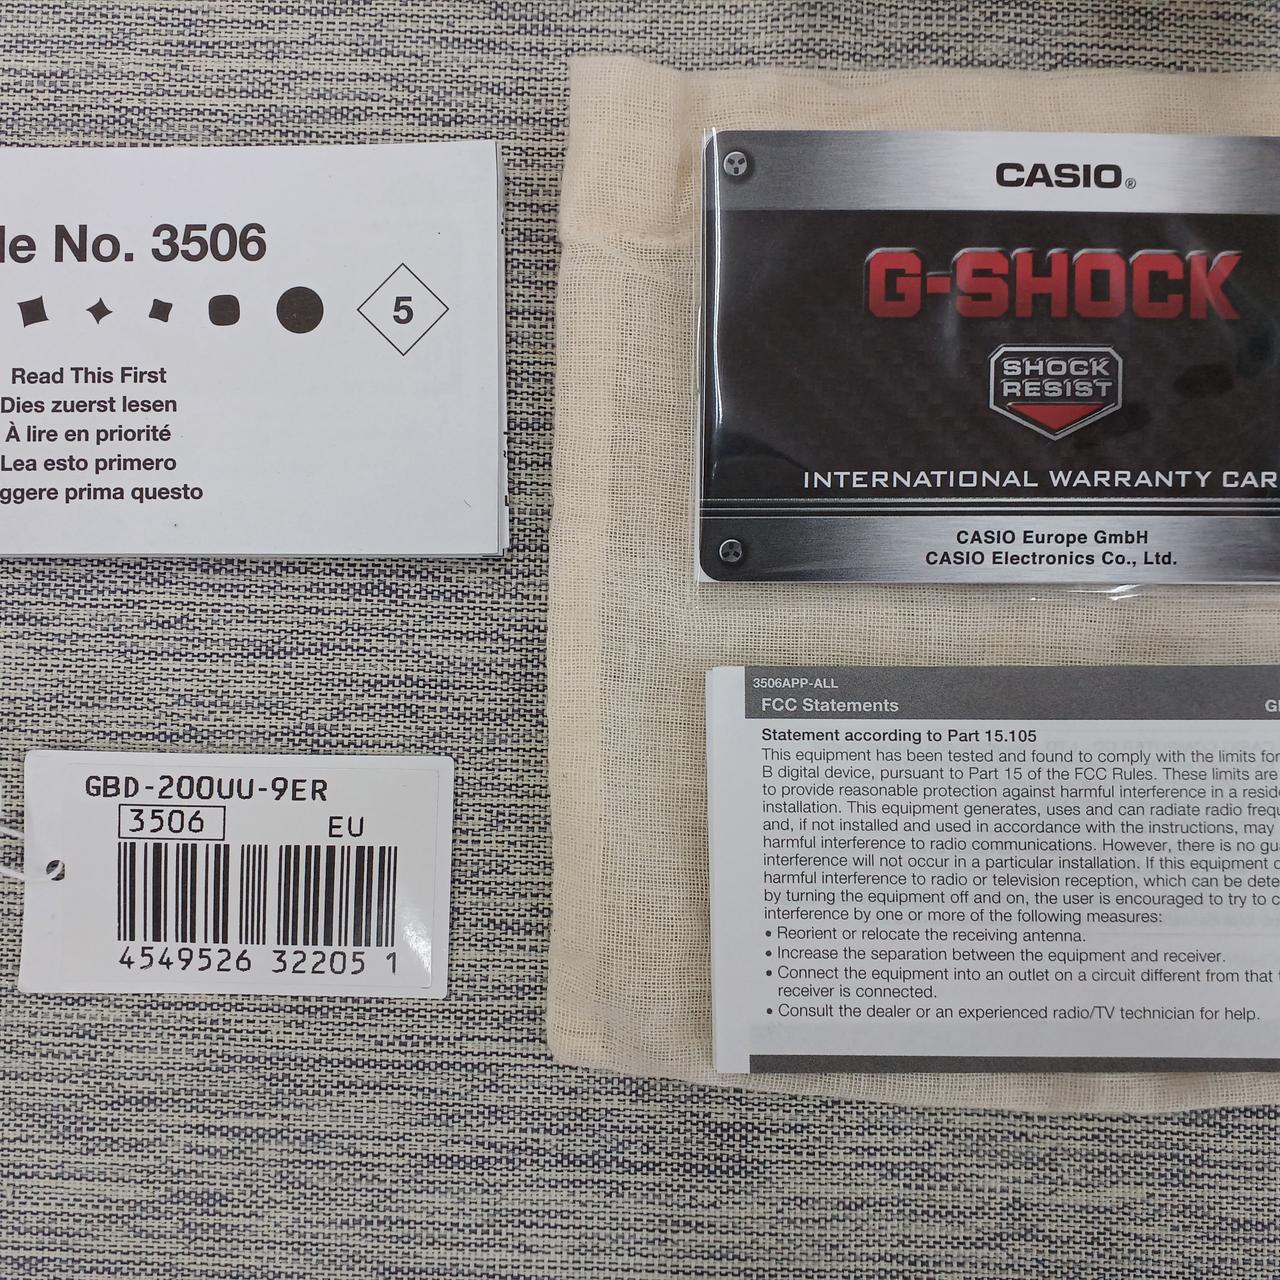 le No. 3506
5
Read This First
Dies zuerst lesen
À lire en priorité
Lea esto primero
ggere prima questo
CASIO®
G-SHOCK
SHOCK
RESIST
INTERNATIONAL WARRANTY CAR
CASIO Europe GmbH
CASIO Electronics Co., Ltd.
GBD-200UU-9ER
3506
EU
4549526 32205 1
3506APP-ALL
FCC Statements
Statement according to Part 15.105
This equipment has been tested and found to comply with the limits for
B digital device, pursuant to Part 15 of the FCC Rules. These limits are
to provide reasonable protection against harmful interference in a reside
installation. This equipment generates, uses and can radiate radio frequ
and, if not installed and used in accordance with the instructions, may
harmful interference to radio communications. However, there is no gua
interference will not occur in a particular installation. If this equipment
harmful interference to radio or television reception, which can be dete
by turning the equipment off and on, the user is encouraged to try to c
interference by one or more of the following measures:
• Reorient or relocate the receiving antenna.
• Increase the separation between the equipment and receiver.
• Connect the equipment into an outlet on a circuit different from that
receiver is connected.
• Consult the dealer or an experienced radio/TV technician for help.